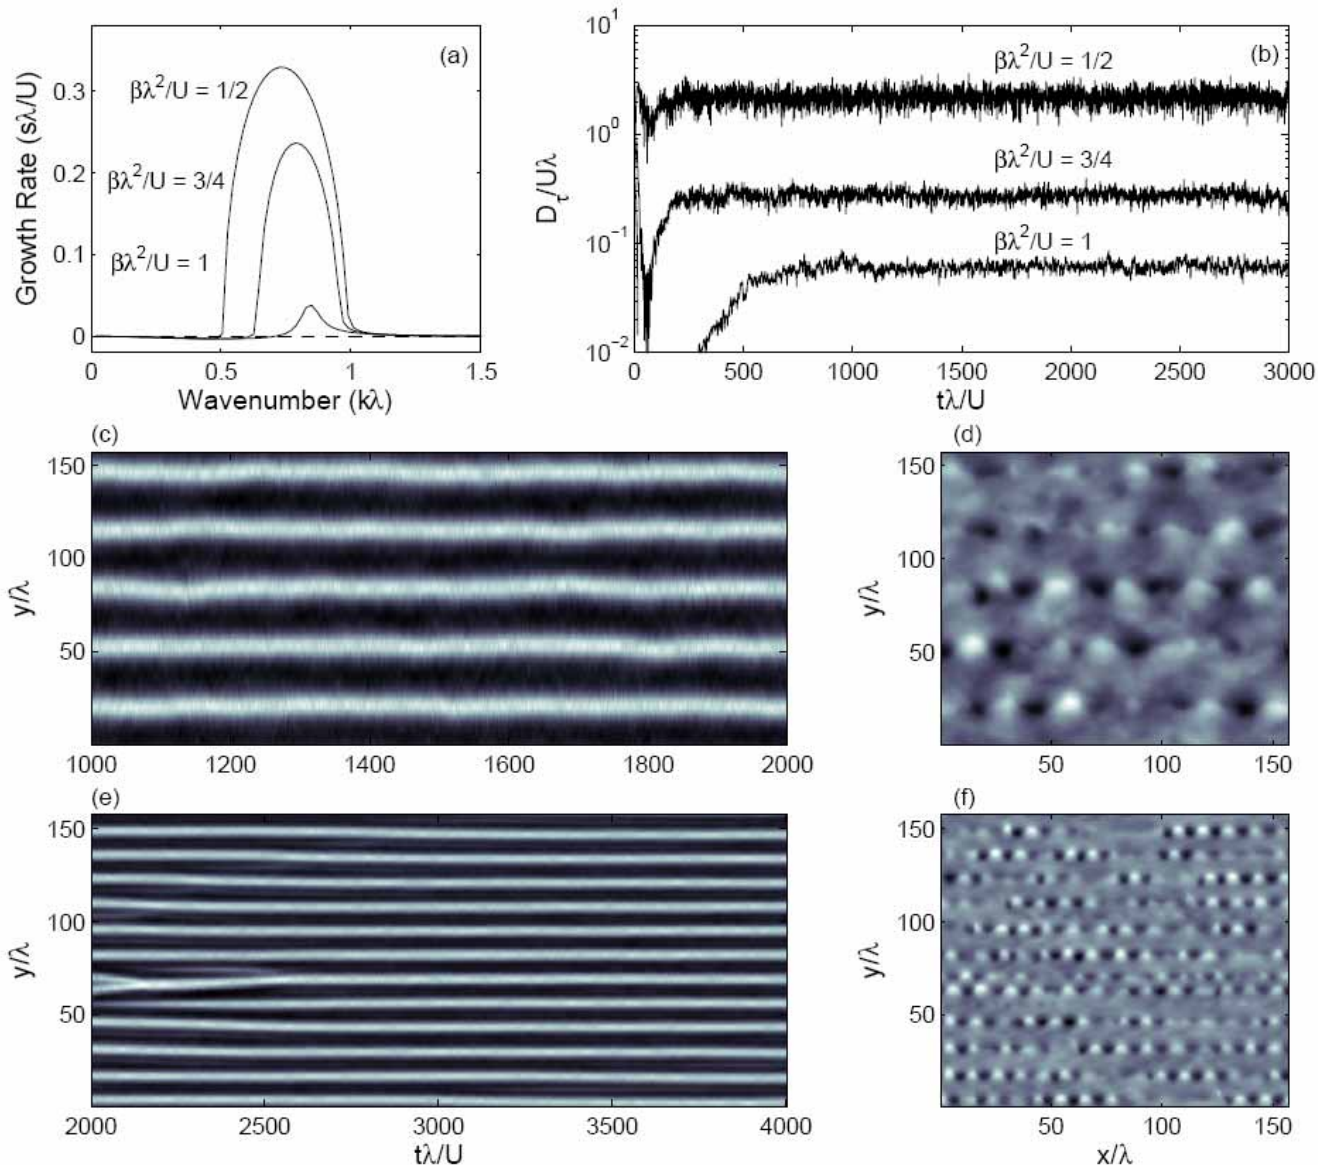 (a)
Growth Rate (sλ/U)
0.3
0.2
0.1
0
βλ²/U = 1/2
βλ²/U = 3/4
βλ²/U = 1
0 0.5 1 1.5
Wavenumber (kλ)
(b)
D_τ/Uλ
10¹
10⁰
10⁻¹
10⁻²
βλ²/U = 1/2
βλ²/U = 3/4
βλ²/U = 1
0 500 1000 1500 2000 2500 3000
tλ/U
(c)
y/λ
150
100
50
1000 1200 1400 1600 1800 2000
(d)
y/λ
150
100
50
50 100 150
(e)
y/λ
150
100
50
2000 2500 3000 3500 4000
tλ/U
(f)
y/λ
150
100
50
50 100 150
x/λ